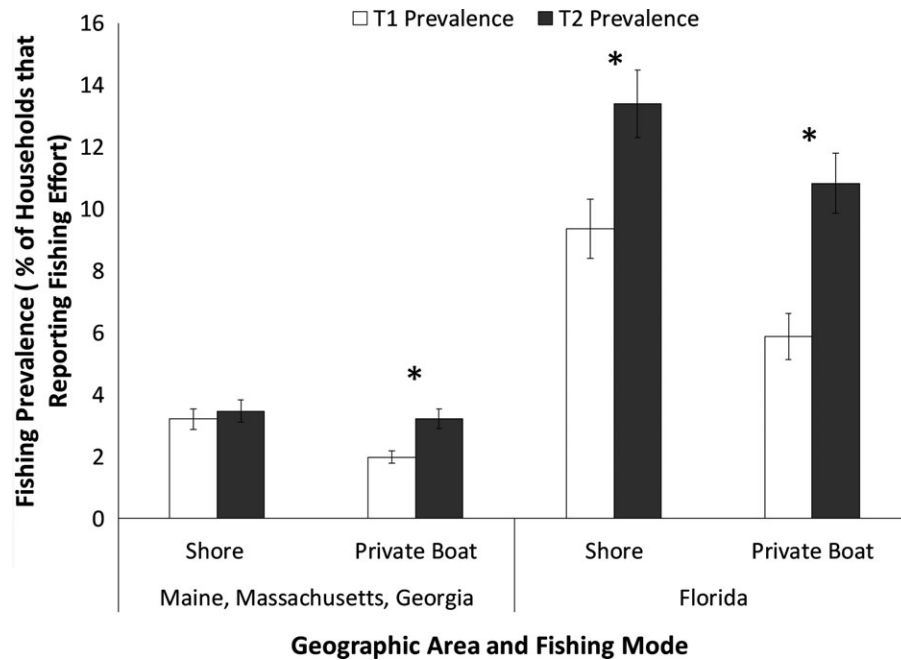 T1 Prevalence T2 Prevalence
Fishing Prevalence ( % of Households that
Reporting Fishing Effort)
16
14
12
10
8
6
4
2
0
*
*
*
Shore Private Boat Shore Private Boat
Maine, Massachusetts, Georgia Florida
Geographic Area and Fishing Mode